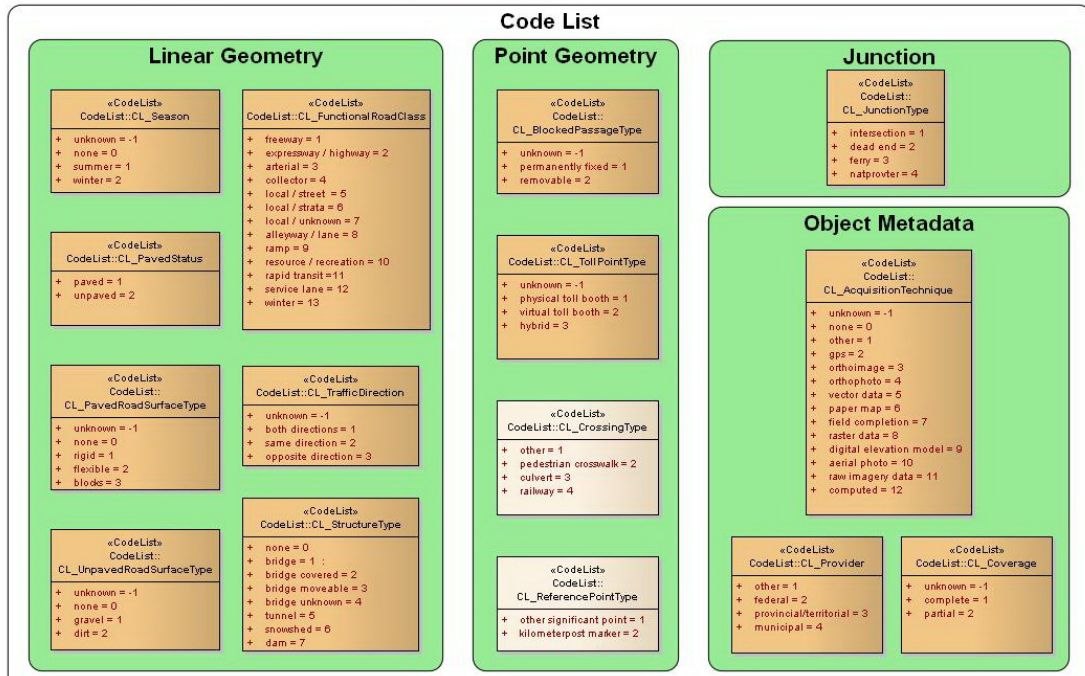 Code List
Linear Geometry
«CodeList»
CodeList::CL_Season
+ unknown = -1
+ none = 0
+ summer = 1
+ winter = 2
«CodeList»
CodeList::CL_FunctionalRoadClass
+ freeway = 1
+ expressway / highway = 2
+ arterial = 3
+ collector = 4
+ local / street = 5
+ local / strata = 6
+ local / unknown = 7
+ alleyway / lane = 8
+ ramp = 9
+ resource / recreation = 10
+ rapid transit =11
+ service lane = 12
+ winter = 13
«CodeList»
CodeList::CL_PavedStatus
+ paved = 1
+ unpaved = 2
«CodeList»
CodeList::
CL_PavedRoadSurfaceType
+ unknown = -1
+ none = 0
+ rigid = 1
+ flexible = 2
+ blocks = 3
«CodeList»
CodeList::CL_TrafficDirection
+ unknown = -1
+ both directions = 1
+ same direction = 2
+ opposite direction = 3
«CodeList»
CodeList::
CL_UnpavedRoadSurfaceType
+ unknown = -1
+ none = 0
+ gravel = 1
+ dirt = 2
«CodeList»
CodeList::CL_StructureType
+ none = 0
+ bridge = 1 :
+ bridge covered = 2
+ bridge moveable = 3
+ bridge unknown = 4
+ tunnel = 5
+ snowshed = 6
+ dam = 7
Point Geometry
«CodeList»
CodeList::
CL_BlockedPassageType
+ unknown = -1
+ permanently fixed = 1
+ removable = 2
«CodeList»
CodeList::CL_TollPointType
+ unknown = -1
+ physical toll booth = 1
+ virtual toll booth = 2
+ hybrid = 3
«CodeList»
CodeList::CL_CrossingType
+ other = 1
+ pedestrian crosswalk = 2
+ culvert = 3
+ railway = 4
«CodeList»
CodeList::
CL_ReferencePointType
+ other significant point = 1
+ kilometerpost marker = 2
Junction
«CodeList»
CodeList::
CL_JunctionType
+ intersection = 1
+ dead end = 2
+ ferry = 3
+ natprovter = 4
Object Metadata
«CodeList»
CodeList::
CL_AcquisitionTechnique
+ unknown = -1
+ none = 0
+ other = 1
+ gps = 2
+ orthoimage = 3
+ orthophoto = 4
+ vector data = 5
+ paper map = 6
+ field completion = 7
+ raster data = 8
+ digital elevation model = 9
+ aerial photo = 10
+ raw imagery data = 11
+ computed = 12
«CodeList»
CodeList::CL_Provider
+ other = 1
+ federal = 2
+ provincial/territorial = 3
+ municipal = 4
«CodeList»
CodeList::CL_Coverage
+ unknown = -1
+ complete = 1
+ partial = 2